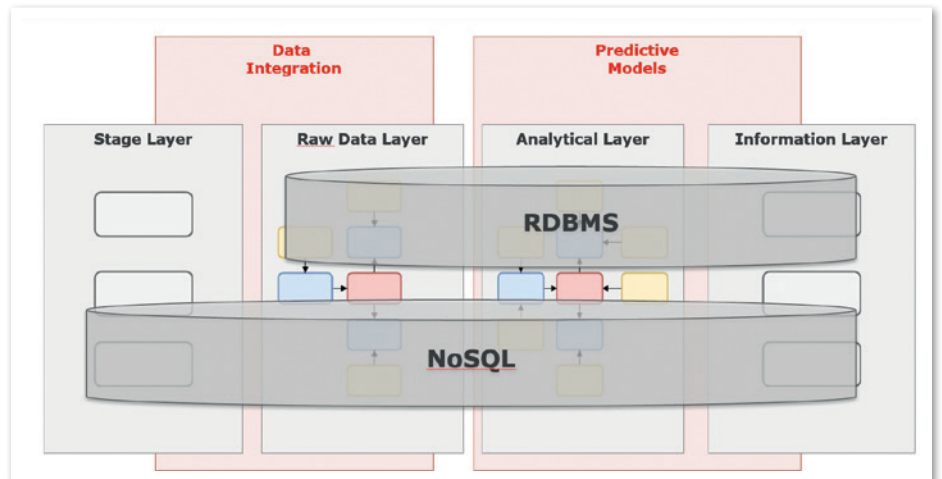 Data
Integration
Predictive
Models
Stage Layer
Raw Data Layer
Analytical Layer
Information Layer
RDBMS
NoSQL